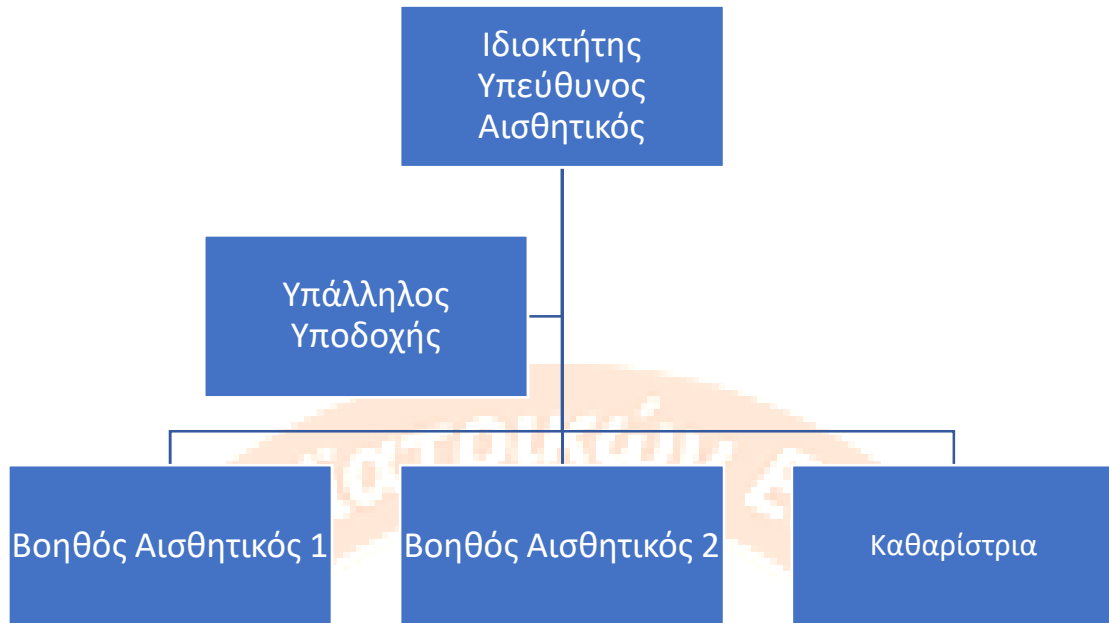 Ιδιοκτήτης
Υπεύθυνος
Αισθητικός
Υπάλληλος
Υποδοχής
Βοηθός Αισθητικός 1
Βοηθός Αισθητικός 2
Καθαρίστρια